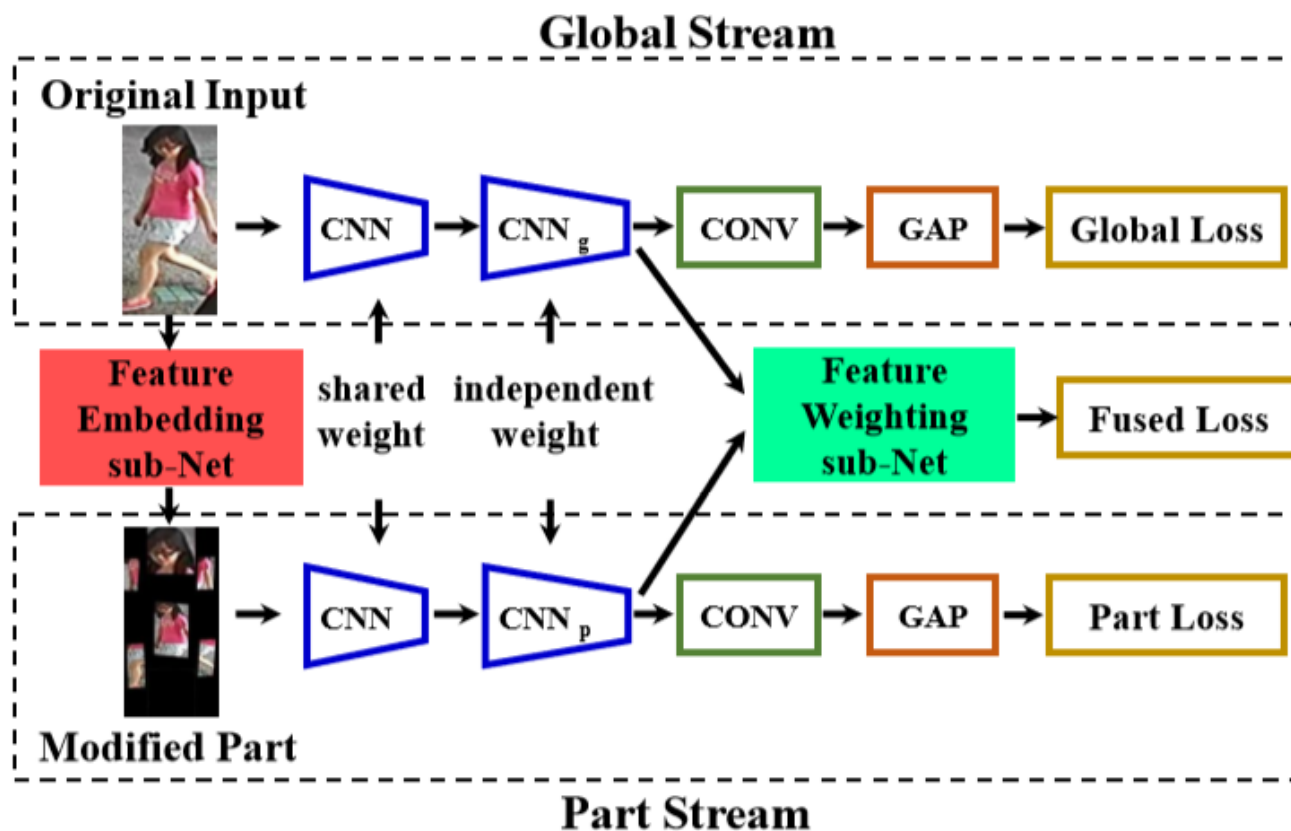 Global Stream
Original Input
CNN
CNN g
CONV
GAP
Global Loss
Feature
Embedding
sub-Net
shared
weight
independent
weight
Feature
Weighting
sub-Net
Fused Loss
CNN
CNN p
CONV
GAP
Part Loss
Modified Part
Part Stream